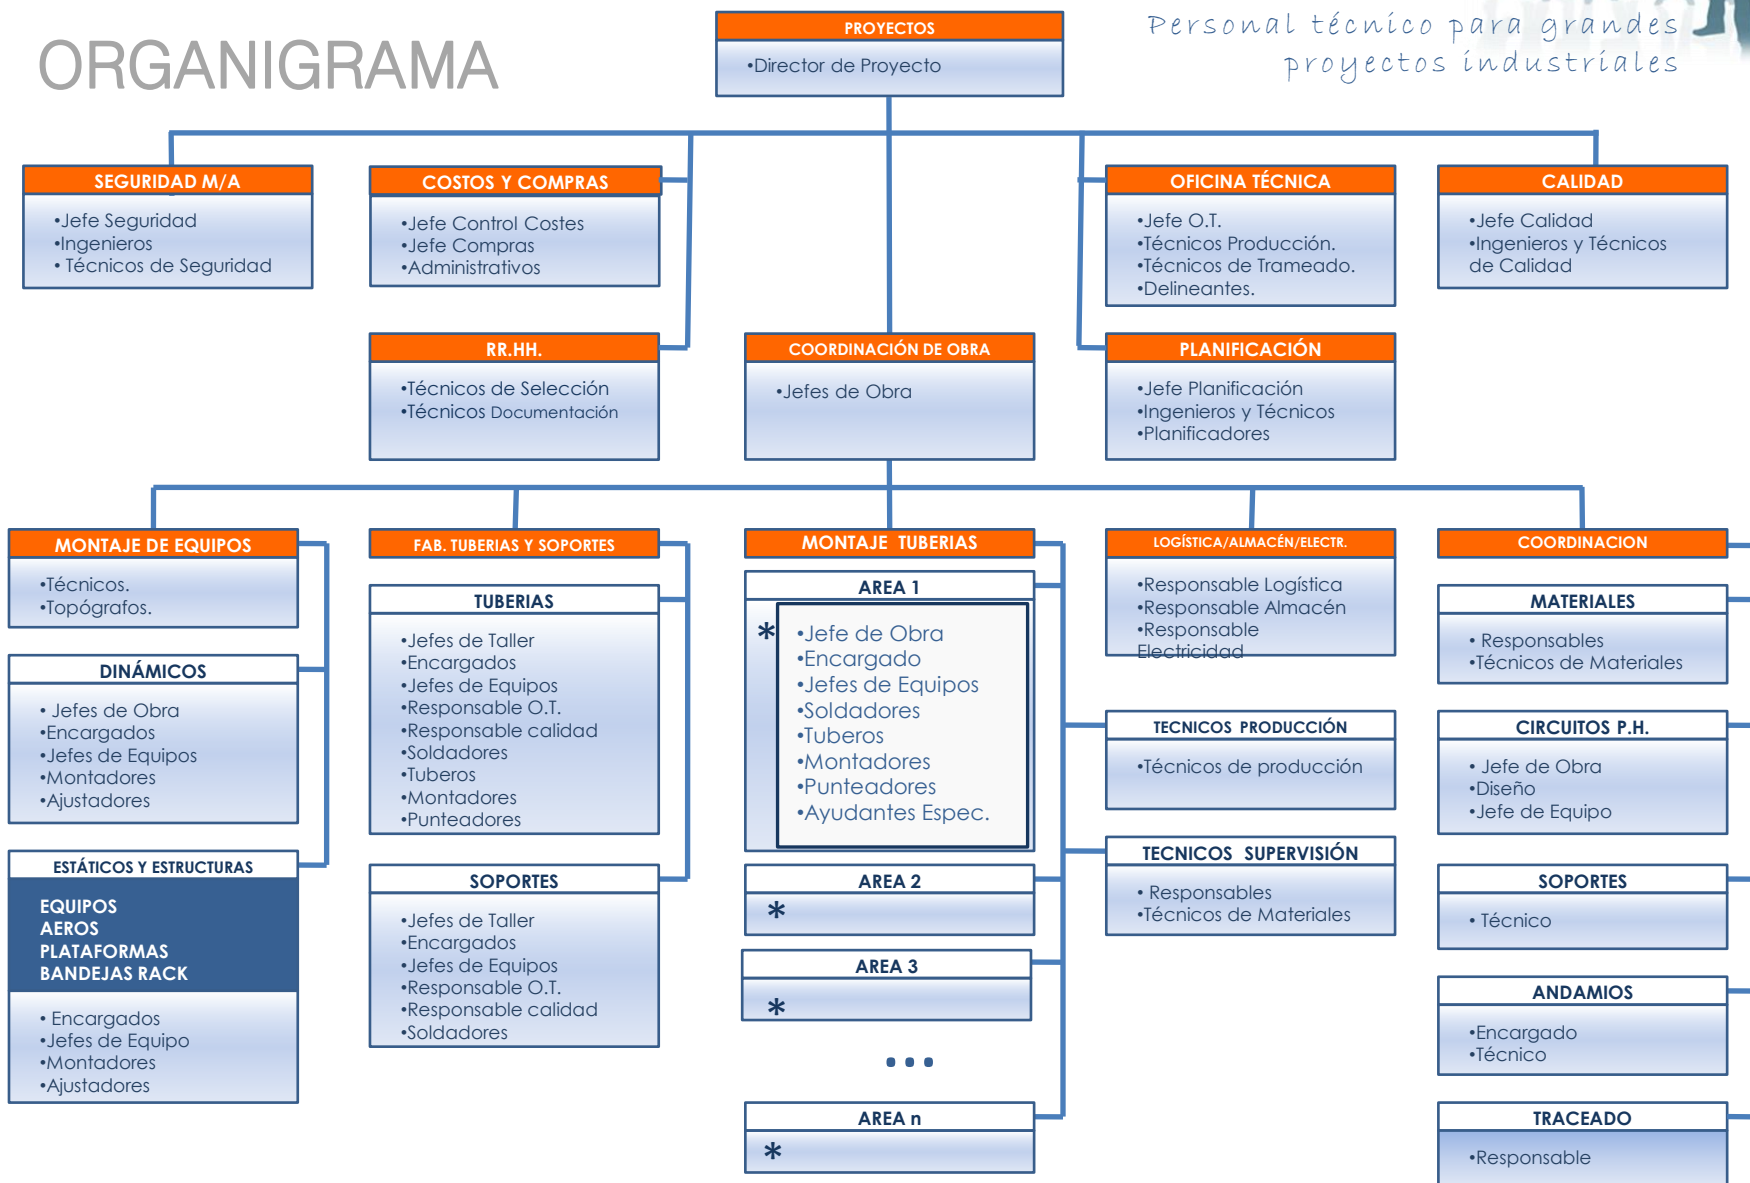 ORGANIGRAMA
Personal técnico para grandes
proyectos industriales
PROYECTOS
•Director de Proyecto
SEGURIDAD M/A
•Jefe Seguridad
•Ingenieros
• Técnicos de Seguridad
COSTOS Y COMPRAS
•Jefe Control Costes
•Jefe Compras
•Administrativos
OFICINA TÉCNICA
•Jefe O.T.
•Técnicos Producción.
•Técnicos de Trameado.
•Delineantes.
CALIDAD
•Jefe Calidad
•Ingenieros y Técnicos
de Calidad
RR.HH.
•Técnicos de Selección
•Técnicos Documentación
COORDINACIÓN DE OBRA
•Jefes de Obra
PLANIFICACIÓN
•Jefe Planificación
•Ingenieros y Técnicos
•Planificadores
MONTAJE DE EQUIPOS
•Técnicos.
•Topógrafos.
DINÁMICOS
• Jefes de Obra
•Encargados
•Jefes de Equipos
•Montadores
•Ajustadores
ESTÁTICOS Y ESTRUCTURAS
EQUIPOS
AEROS
PLATAFORMAS
BANDEJAS RACK
• Encargados
•Jefes de Equipo
•Montadores
•Ajustadores
FAB. TUBERIAS Y SOPORTES
TUBERIAS
•Jefes de Taller
•Encargados
•Jefes de Equipos
•Responsable O.T.
•Responsable calidad
•Soldadores
•Tuberos
•Montadores
•Punteadores
SOPORTES
•Jefes de Taller
•Encargados
•Jefes de Equipos
•Responsable O.T.
•Responsable calidad
•Soldadores
MONTAJE TUBERIAS
AREA 1
*
•Jefe de Obra
•Encargado
•Jefes de Equipos
•Soldadores
•Tuberos
•Montadores
•Punteadores
•Ayudantes Espec.
AREA 2
*
AREA 3
*
...
AREA n
*
LOGÍSTICA/ALMACÉN/ELECTR.
•Responsable Logística
•Responsable Almacén
•Responsable
Electricidad
TECNICOS PRODUCCIÓN
•Técnicos de producción
TECNICOS SUPERVISIÓN
• Responsables
•Técnicos de Materiales
COORDINACION
MATERIALES
• Responsables
•Técnicos de Materiales
CIRCUITOS P.H.
• Jefe de Obra
•Diseño
•Jefe de Equipo
SOPORTES
• Técnico
ANDAMIOS
•Encargado
•Técnico
TRACEADO
•Responsable